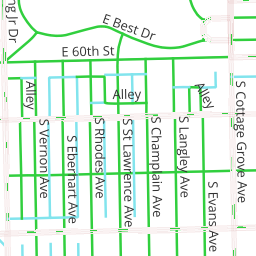 ng Jr Dr
E Best Dr
E 60th St
Alley
Alley
Alley
S Vernon Ave
S Eberhart Ave
S Rhodes Ave
S St Lawrence Ave
S Champlain Ave
S Langley Ave
S Evans Ave
S Cottage Grove Ave